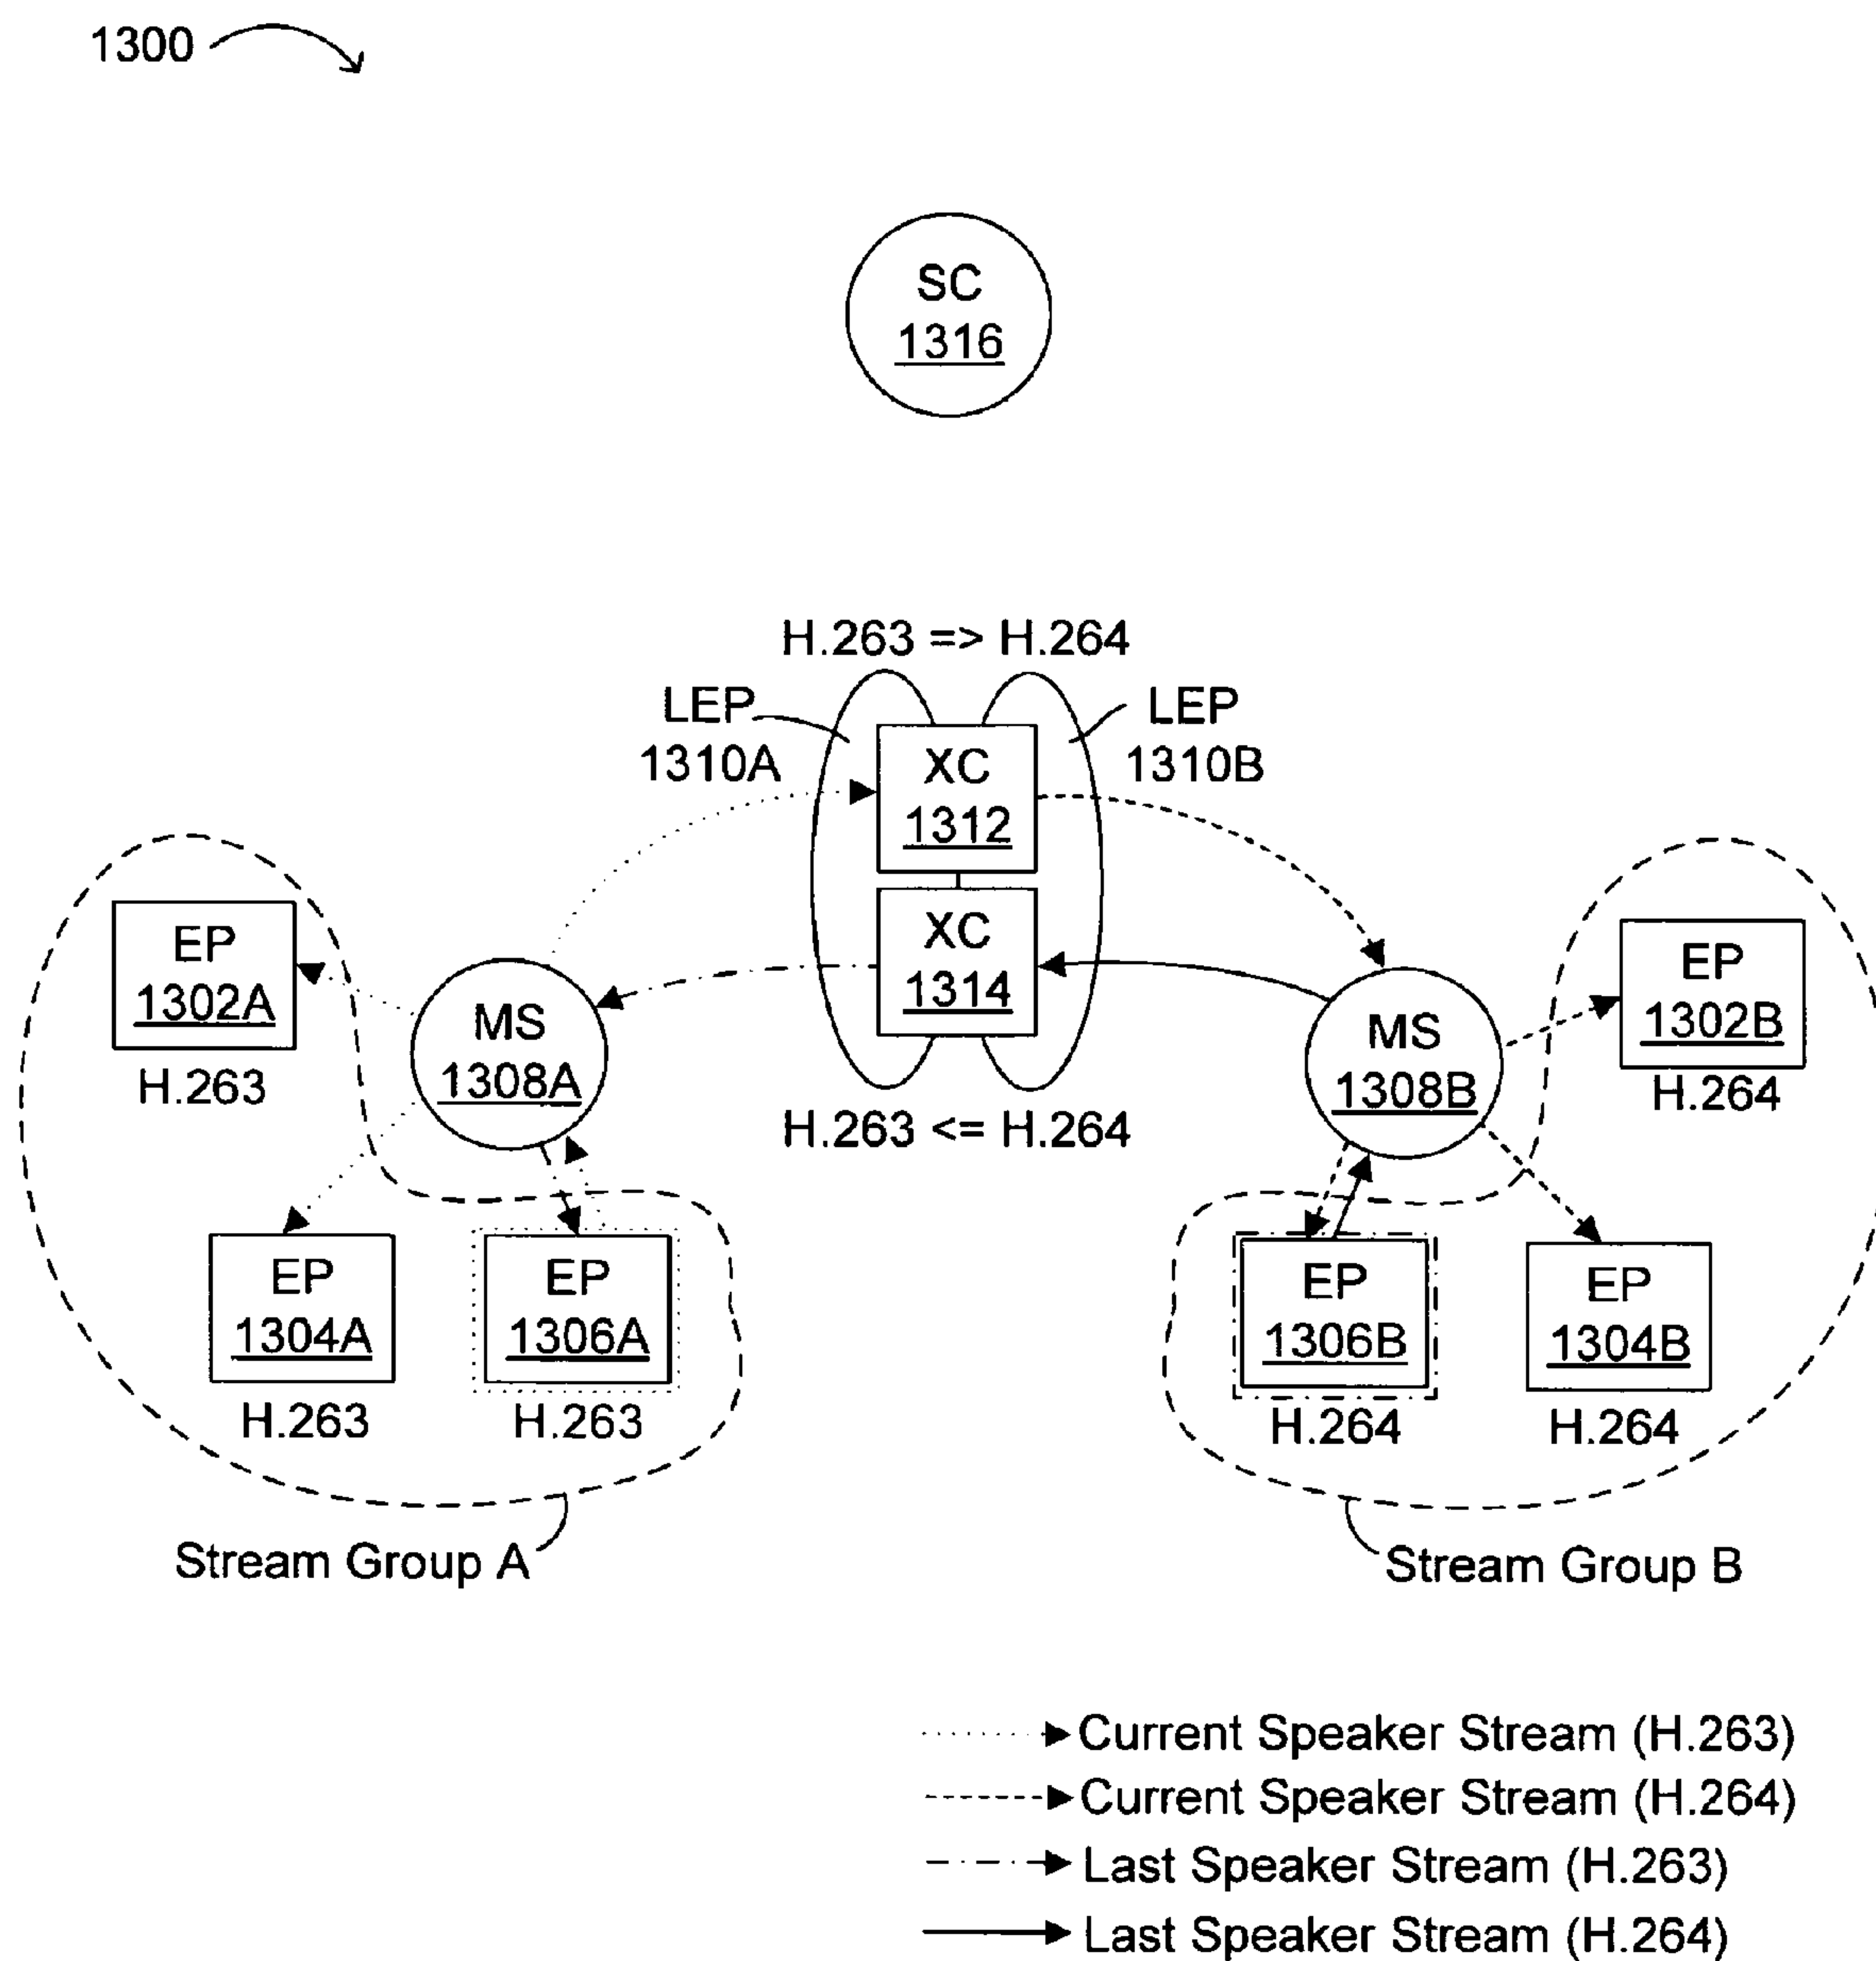 1300
SC
1316
H.263 => H.264
LEP
1310A
LEP
1310B
XC
1312
XC
1314
H.263 <= H.264
EP
1302A
H.263
MS
1308A
MS
1308B
EP
1302B
H.264
EP
1304A
H.263
EP
1306A
H.263
EP
1306B
H.264
EP
1304B
H.264
Stream Group A
Stream Group B
Current Speaker Stream (H.263)
Current Speaker Stream (H.264)
Last Speaker Stream (H.263)
Last Speaker Stream (H.264)